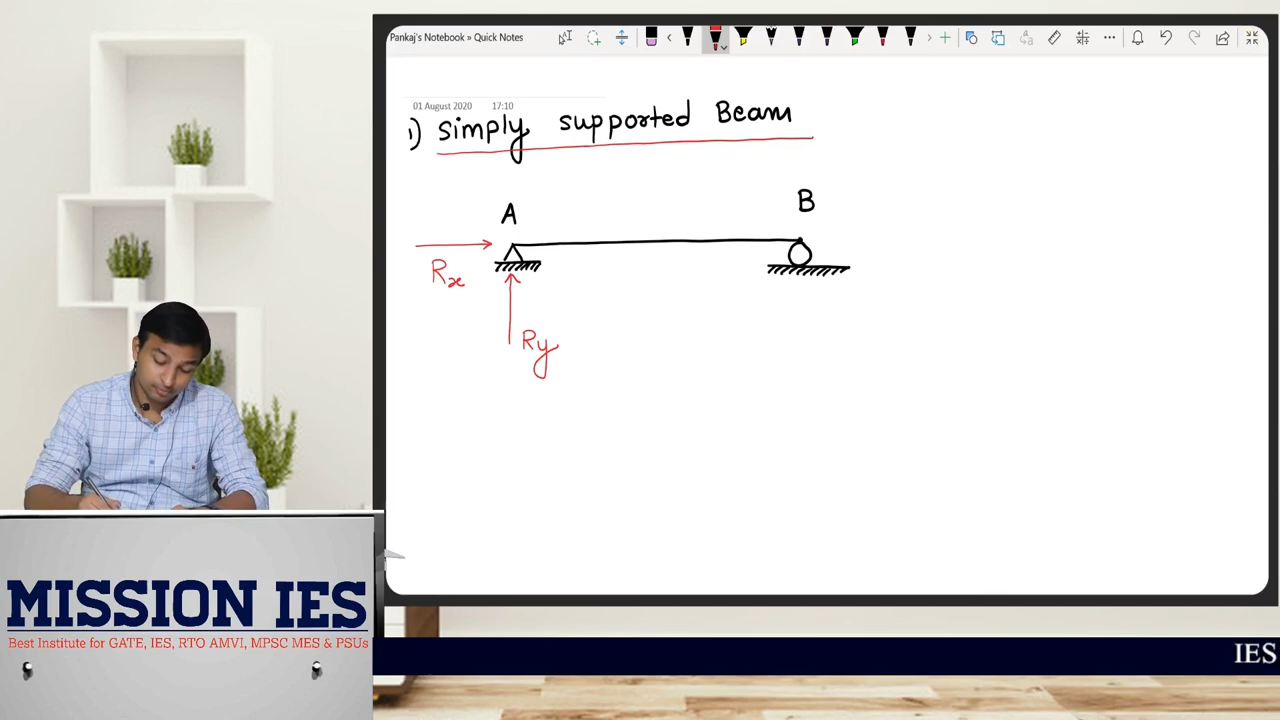 Pankaj's Notebook » Quick Notes
01 August 2020 17:10
1) simply supported Beam
A
B
Rx
Ry
MISSION IES
Best Institute for GATE, IES, RTO AMVI, MPSC MES & PSUs
IES